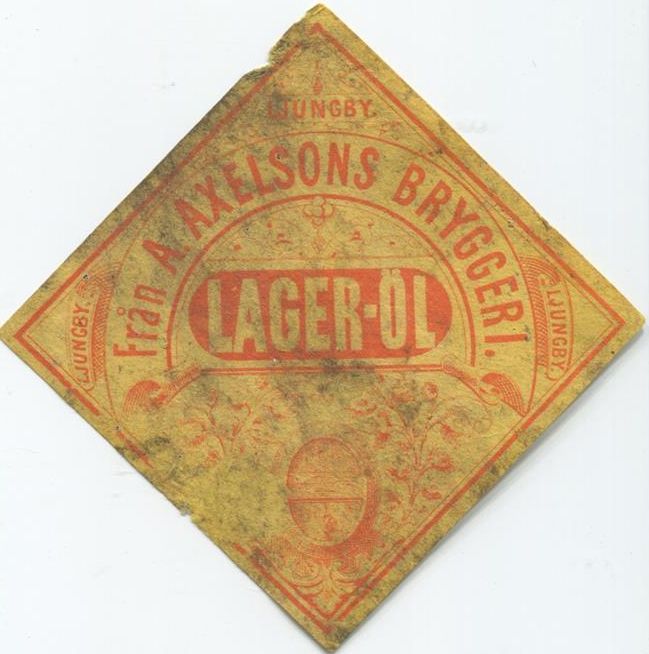 LJUNGBY.
Från A. AXELSONS BRYGGERI.
LAGER-ÖL
LJUNGBY.
LJUNGBY.